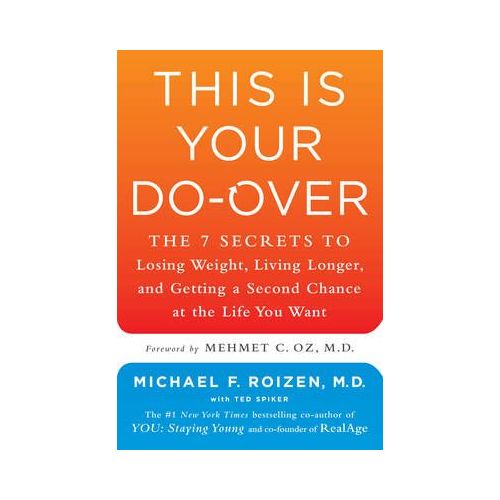 THIS IS
YOUR
DO-OVER
THE 7 SECRETS TO
Losing Weight, Living Longer,
and Getting a Second Chance
at the Life You Want
Foreword by MEHMET C. OZ, M.D.
MICHAEL F. ROIZEN, M.D.
with TED SPIKER
The #1 New York Times bestselling co-author of
YOU: Staying Young and co-founder of RealAge